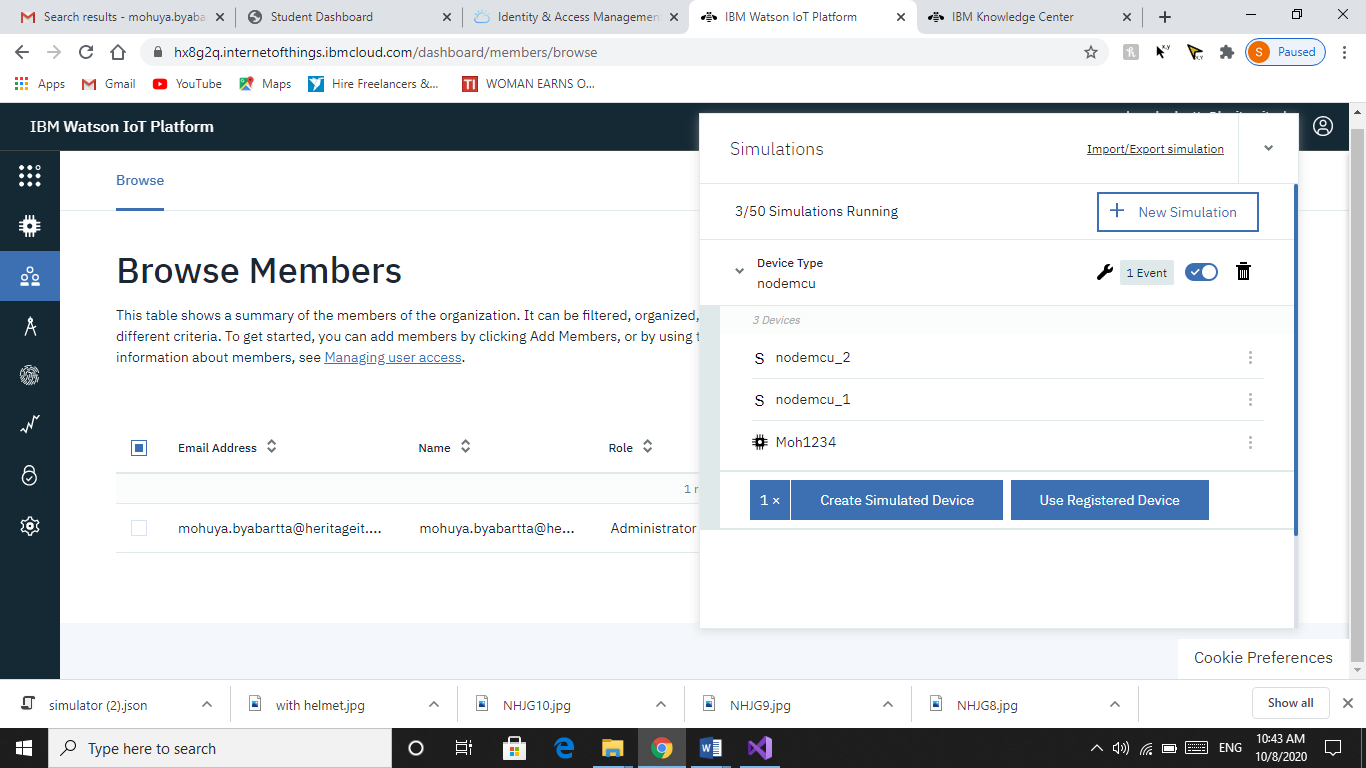 Search results - mohuya.byaba
Student Dashboard
Identity & Access Managemen
IBM Watson IoT Platform
IBM Knowledge Center
hx8g2q.internetofthings.ibmcloud.com/dashboard/members/browse
S Paused
Apps
Gmail
YouTube
Maps
Hire Freelancers &...
TI WOMAN EARNS O...
IBM Watson IoT Platform
Browse
Browse Members
This table shows a summary of the members of the organization. It can be filtered, organized,
different criteria. To get started, you can add members by clicking Add Members, or by using t
information about members, see Managing user access.
Email Address
Name
Role
1 r
mohuya.byabartta@heritageit....
mohuya.byabartta@he...
Administrator
Simulations
Import/Export simulation
3/50 Simulations Running
+ New Simulation
Device Type
nodemcu
1 Event
3 Devices
S nodemcu_2
S nodemcu_1
Moh1234
1 ×
Create Simulated Device
Use Registered Device
Cookie Preferences
simulator (2).json
with helmet.jpg
NHJG10.jpg
NHJG9.jpg
NHJG8.jpg
Show all
Type here to search
ENG
10:43 AM
10/8/2020